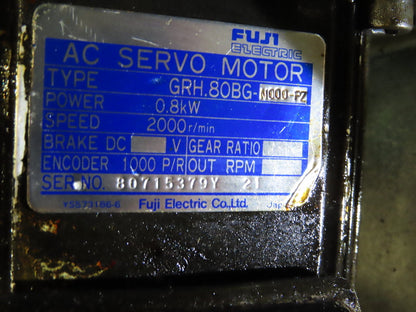 FUJI
ELECTRIC
AC SERVO MOTOR
TYPE GRH.80BG-N000-PZ
POWER 0.8kW
SPEED 2000r/min
BRAKE DC V GEAR RATIO
ENCODER 1000 P/R OUT RPM
SER.NO. 80715379Y 21
Fuji Electric Co.,Ltd.